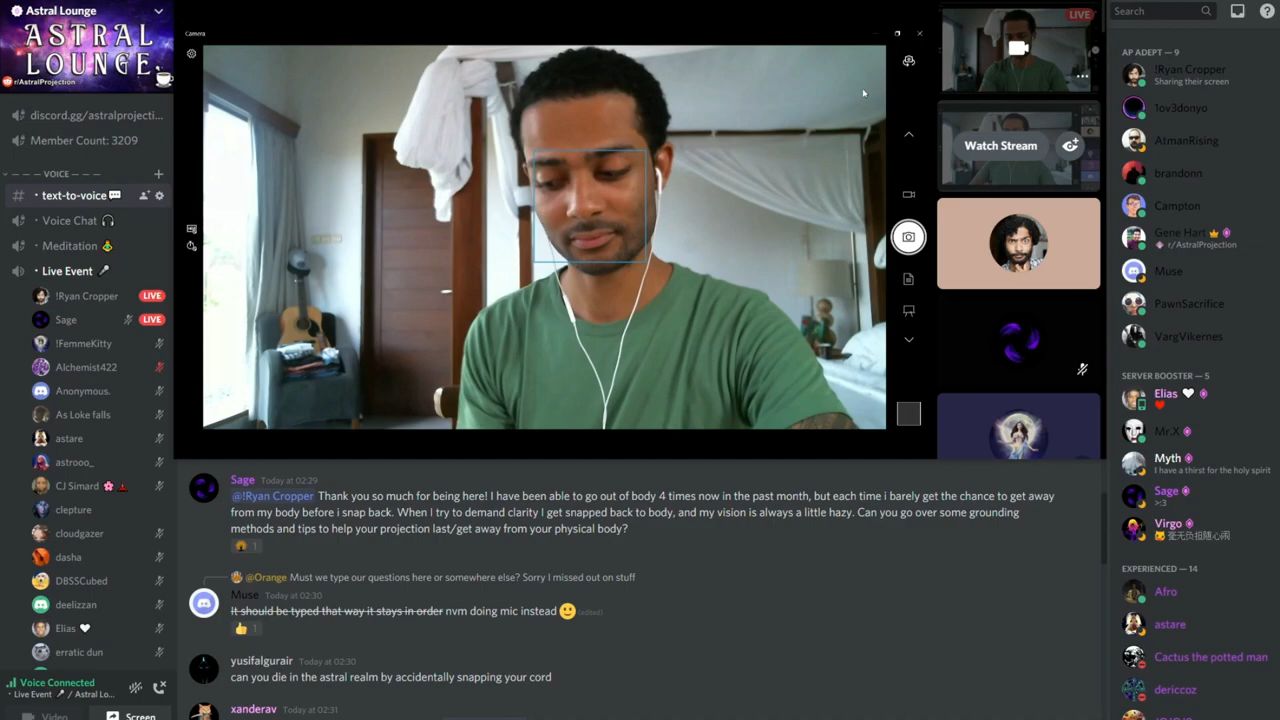 Astral Lounge
ASTRAL
LOUNGE
r/AstralProjection
discord.gg/astralprojecti...
Member Count: 3209
VOICE
text-to-voice
Voice Chat
Meditation
Live Event
!Ryan Cropper LIVE
Sage LIVE
!FemmeKitty
Alchemist422
Anonymous.
As Loke falls
astare
astrooo_
CJ Simard
clepture
cloudgazer
dasha
DBSSCubed
deelizzan
Elias
erratic dun
Voice Connected
Live Event / Astral Lo...
Video Screen
Camera
LIVE
Watch Stream
Sage Today at 02:29
@!Ryan Cropper Thank you so much for being here! I have been able to go out of body 4 times now in the past month, but each time i barely get the chance to get away
from my body before i snap back. When I try to demand clarity I get snapped back to body, and my vision is always a little hazy. Can you go over some grounding
methods and tips to help your projection last/get away from your physical body?
1
@Orange Must we type our questions here or somewhere else? Sorry I missed out on stuff
Muse Today at 02:30
It should be typed that way it stays in order nvm doing mic instead 🙂 (edited)
👍 1
yusifalgurair Today at 02:30
can you die in the astral realm by accidentally snapping your cord
xanderav Today at 02:31
Search
AP ADEPT — 9
!Ryan Cropper
Sharing their screen
1ov3donyo
AtmanRising
brandonn
Campton
Gene Hart
r/AstralProjection
Muse
PawnSacrifice
VargVikernes
SERVER BOOSTER — 5
Elias
Mr.X
Myth
I have a thirst for the holy spirit
Sage
>:3
Virgo
毫无负担随心闹
EXPERIENCED — 14
Afro
astare
Cactus the potted man
dericcoz